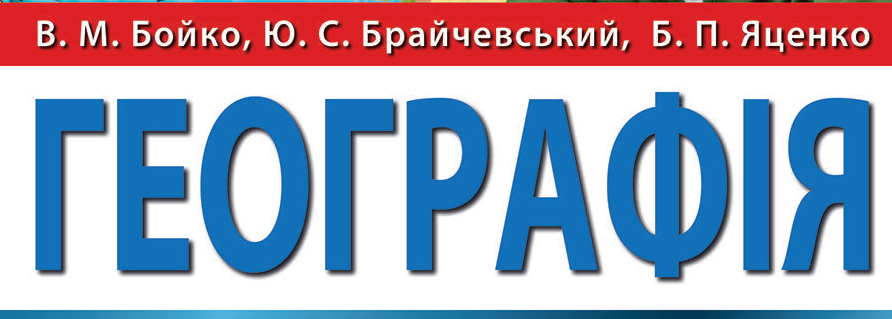 В. М. Бойко, Ю. С. Брайчевський, Б. П. Яценко
ГЕОГРАФІЯ